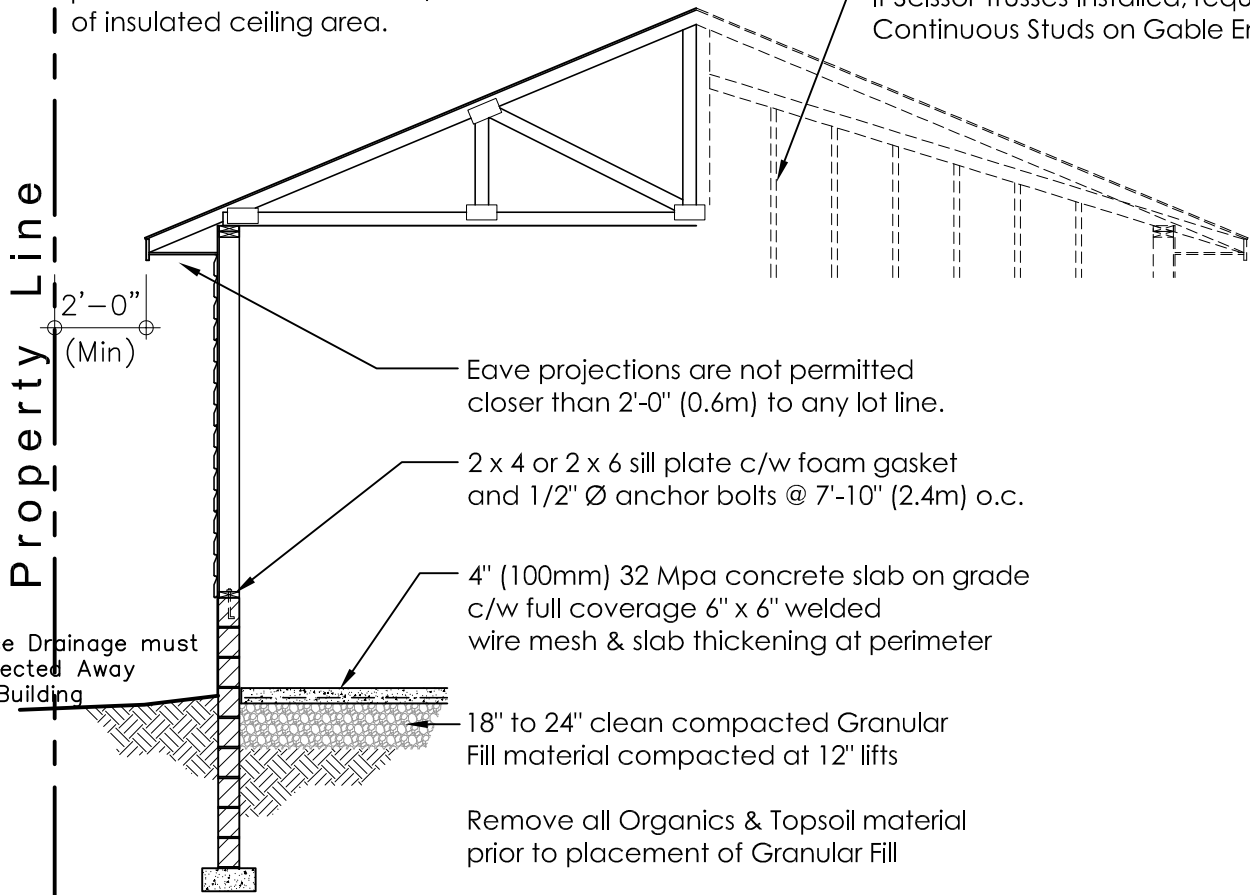 of insulated ceiling area.
Continuous Studs on Gable
Property Line
2'-0"
(Min)
Eave projections are not permitted
closer than 2'-0" (0.6m) to any lot line.
2 x 4 or 2 x 6 sill plate c/w foam gasket
and 1/2" Ø anchor bolts @ 7'-10" (2.4m) o.c.
4" (100mm) 32 Mpa concrete slab on grade
c/w full coverage 6" x 6" welded
wire mesh & slab thickening at perimeter
Drainage must
Away
Building
18" to 24" clean compacted Granular
Fill material compacted at 12" lifts
Remove all Organics & Topsoil material
prior to placement of Granular Fill